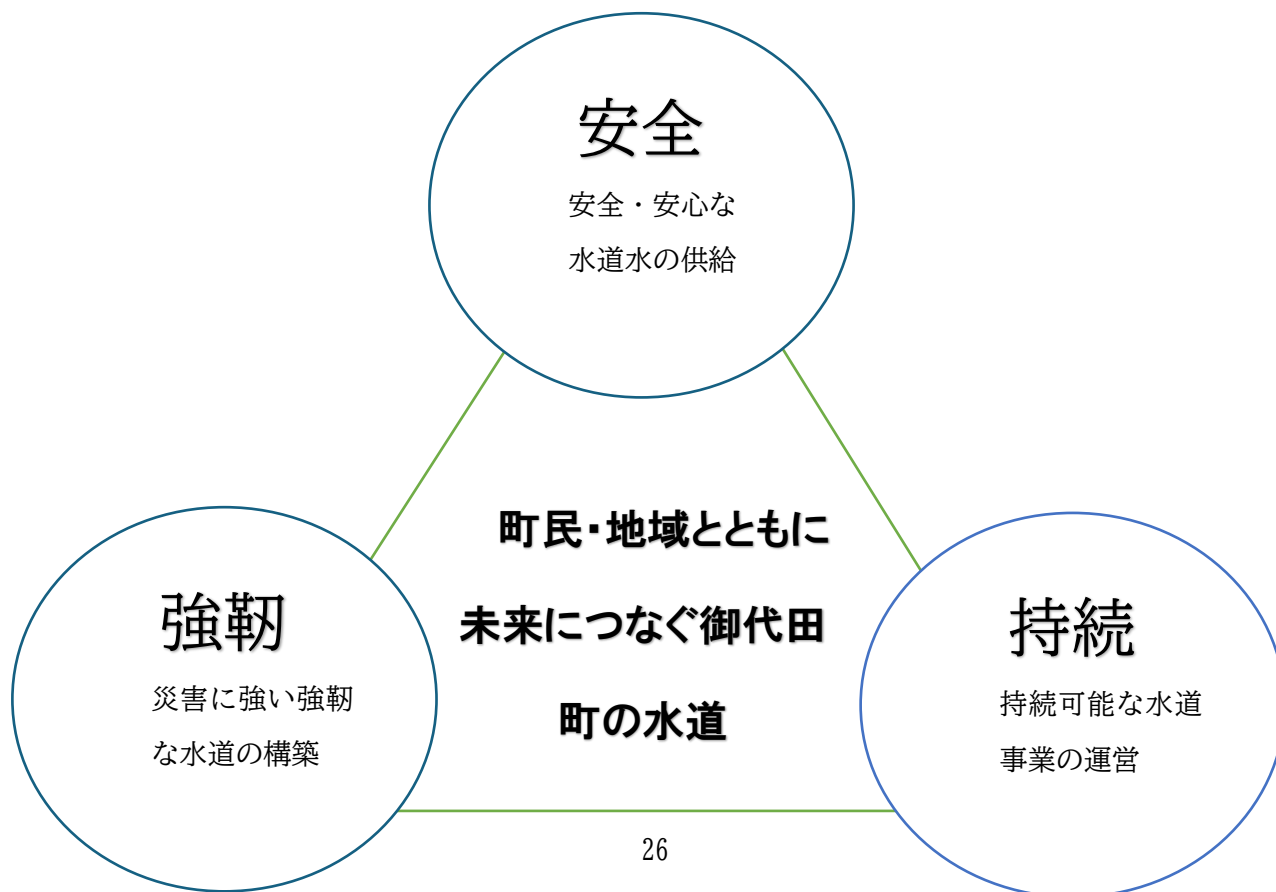 安全
安全・安心な
水道水の供給
町民・地域とともに
未来につなぐ御代田
町の水道
強靭
災害に強い強靭
な水道の構築
持続
持続可能な水道
事業の運営
26